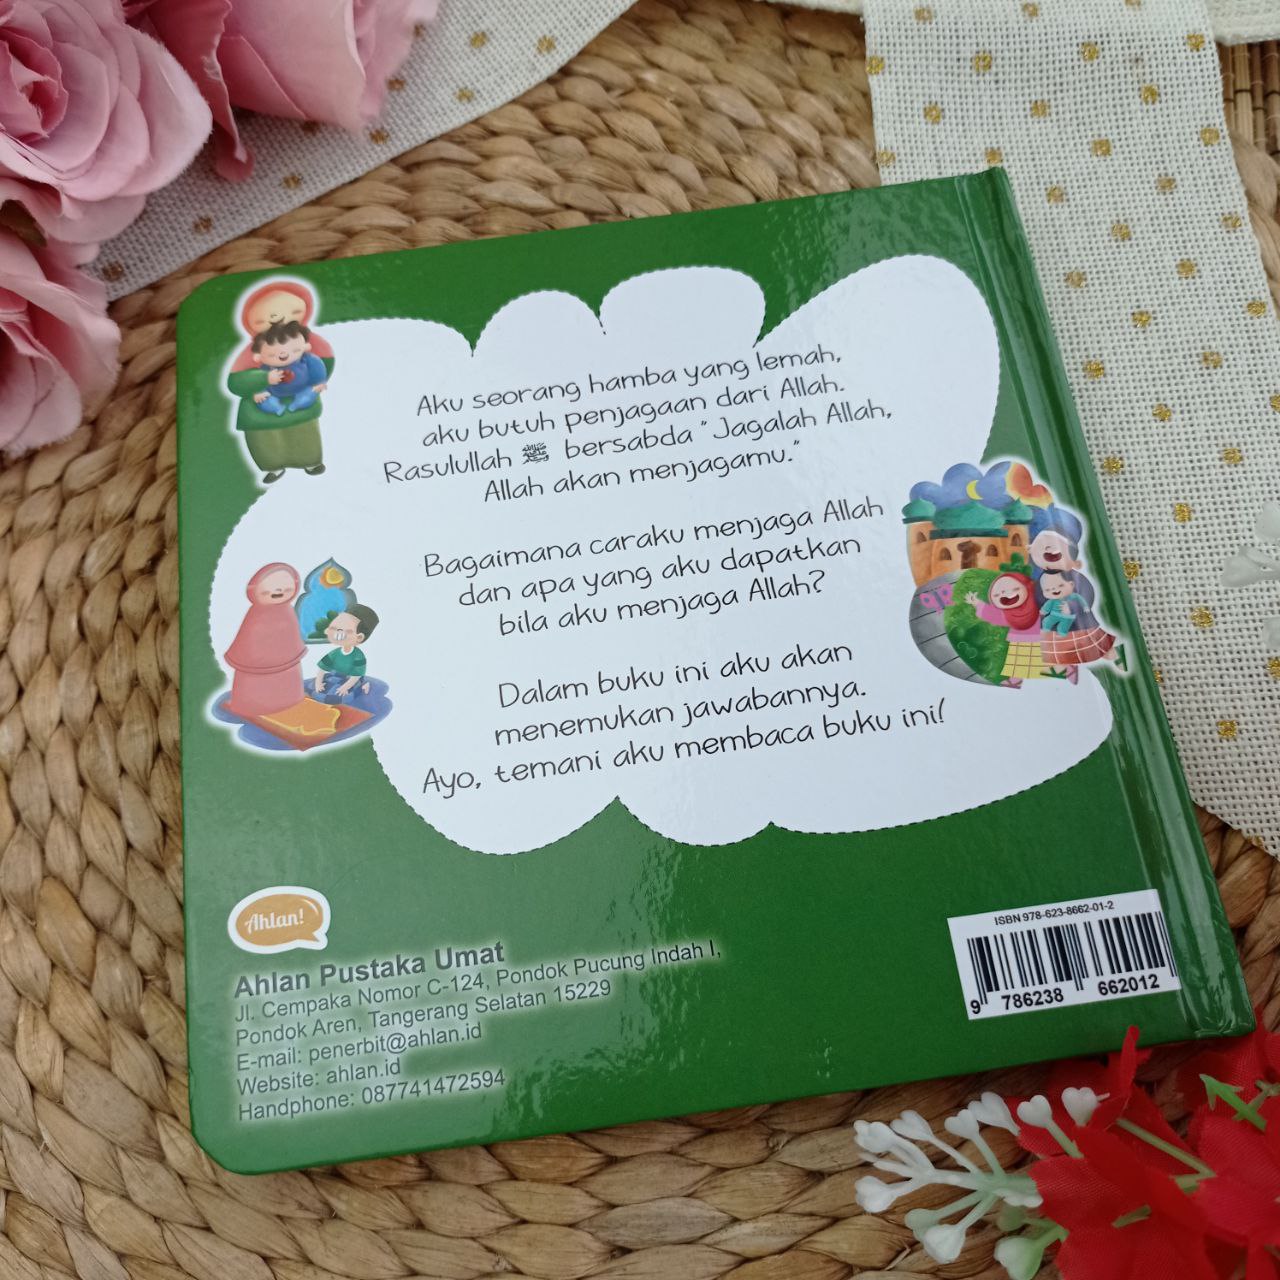 Aku seorang hamba yang lemah,
aku butuh penjagaan dari Allah.
Rasulullah ﷺ bersabda "Jagalah Allah,
Allah akan menjagamu."
Bagaimana caraku menjaga Allah
dan apa yang aku dapatkan
bila aku menjaga Allah?
Dalam buku ini aku akan
menemukan jawabannya.
Ayo, temani aku membaca buku ini!
Ahlan!
Ahlan Pustaka Umat
Jl. Cempaka Nomor C-124, Pondok Pucung Indah I,
Pondok Aren, Tangerang Selatan 15229
E-mail: penerbit@ahlan.id
Website: ahlan.id
Handphone: 087741472594
ISBN 978-623-8662-01-2
9 786238 662012